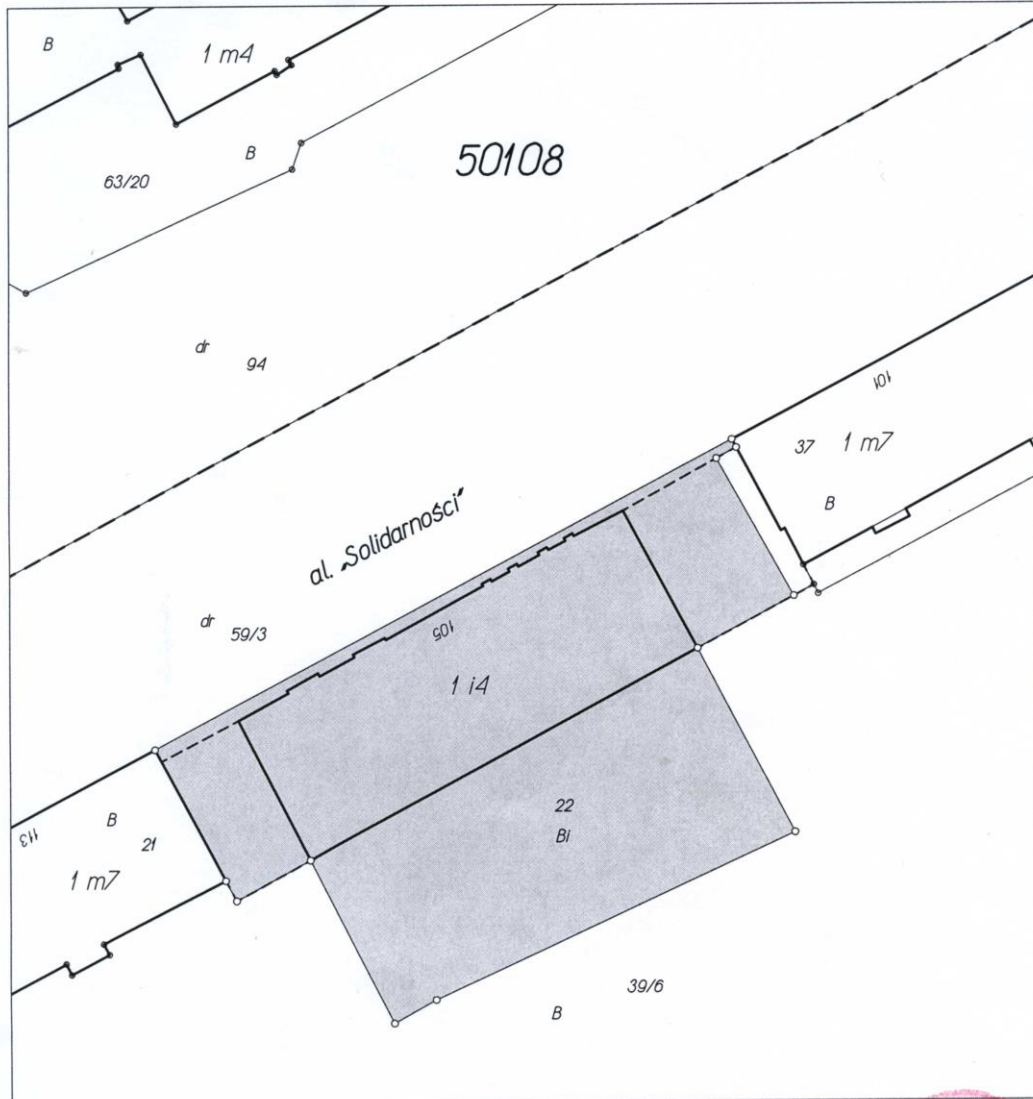 B
1 m4
B
50108
63/20
dr
94
101
37
1 m7
B
al. „Solidarności”
dr
59/3
105
1 i4
22
Bi
113
B
21
1 m7
39/6
B